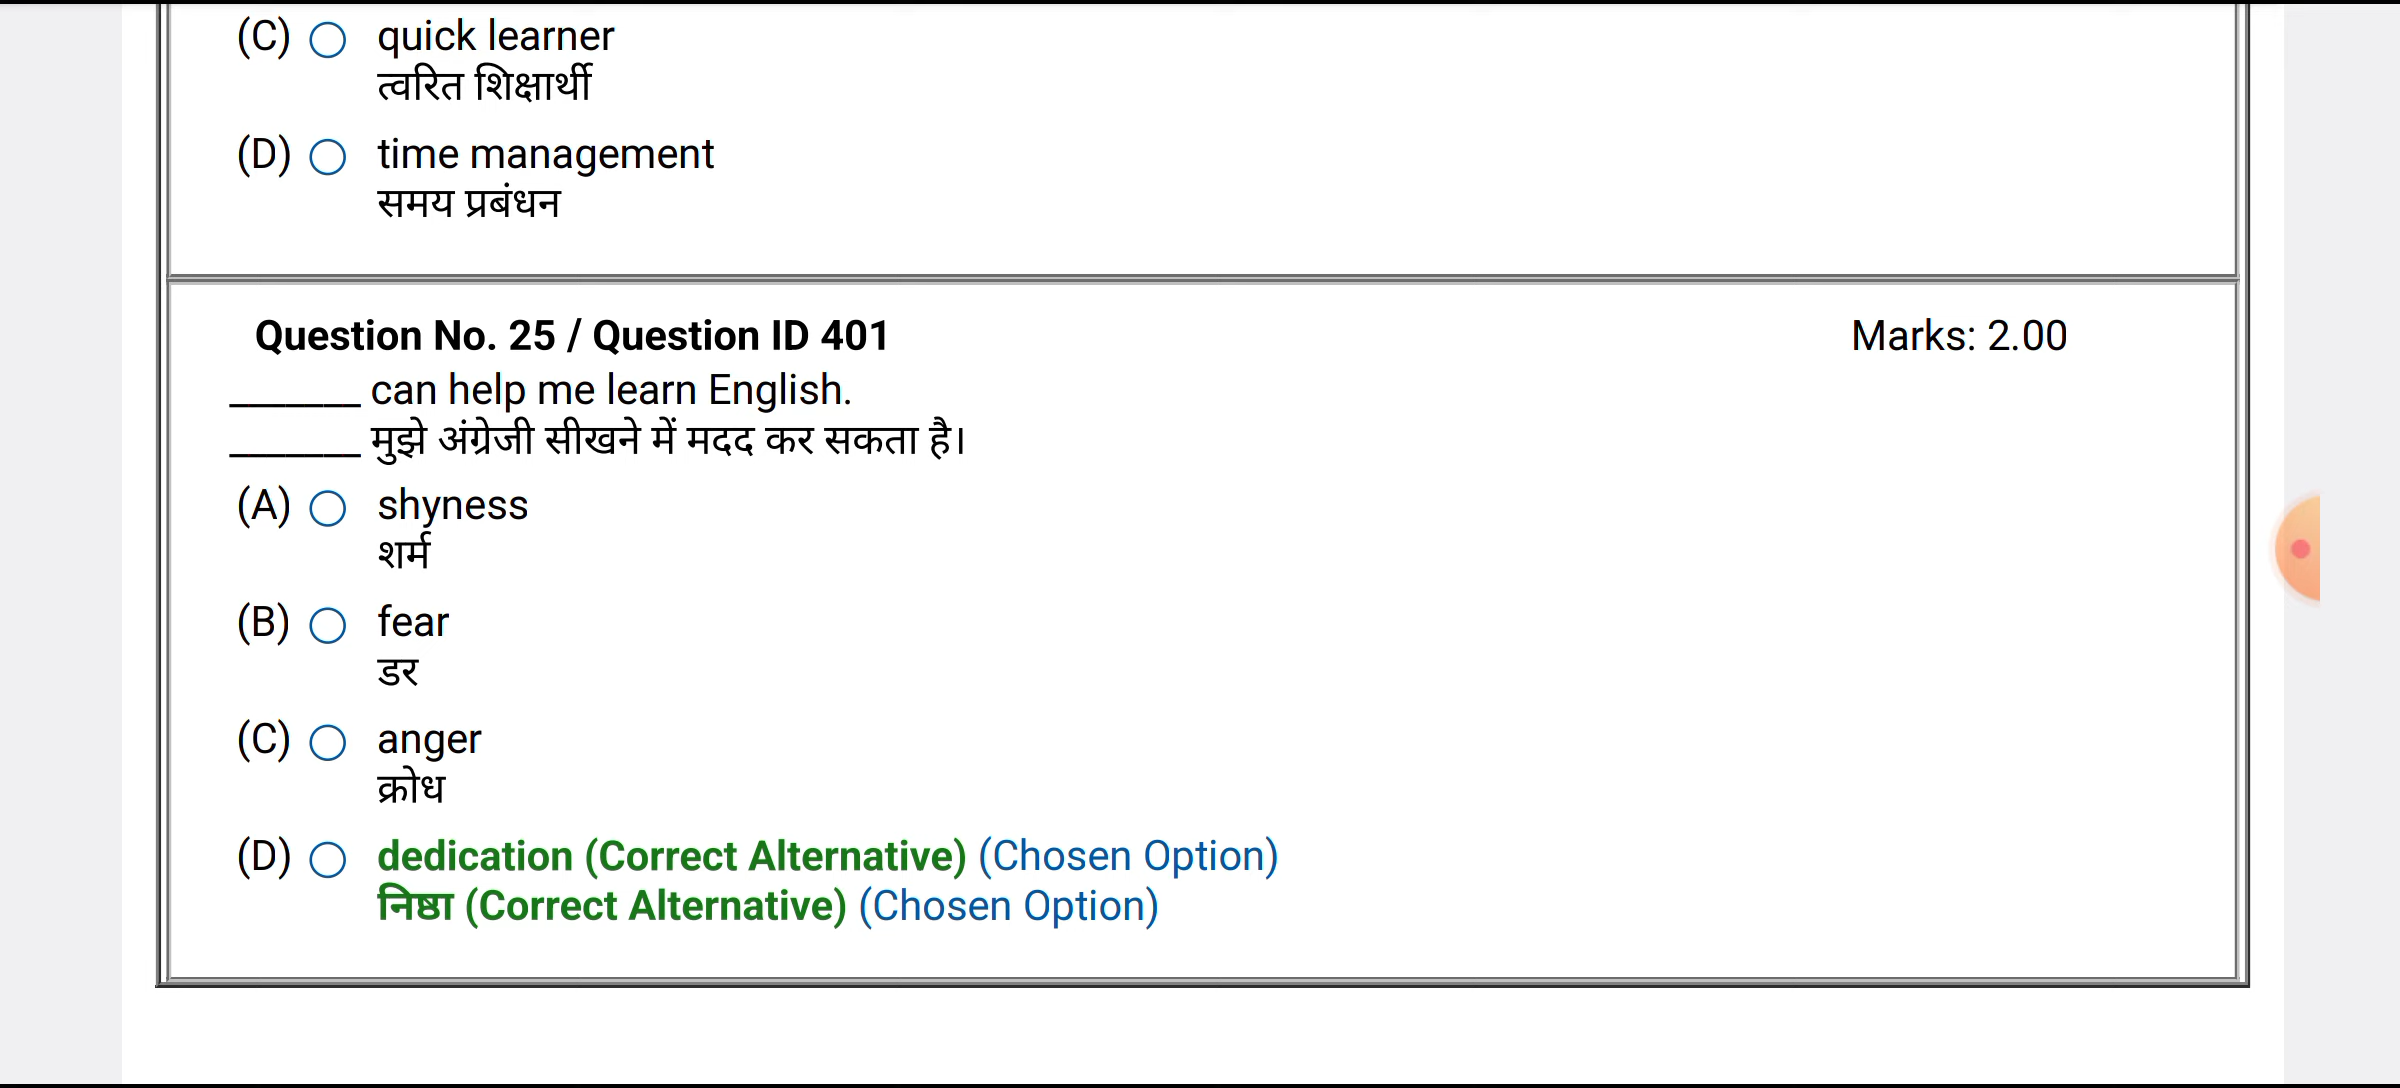 (C) quick learner
त्वरित शिक्षार्थी
(D) time management
समय प्रबंधन
Question No. 25 / Question ID 401 Marks: 2.00
_______ can help me learn English.
_______ मुझे अंग्रेजी सीखने में मदद कर सकता है।
(A) shyness
शर्म
(B) fear
डर
(C) anger
क्रोध
(D) dedication (Correct Alternative) (Chosen Option)
निष्ठा (Correct Alternative) (Chosen Option)